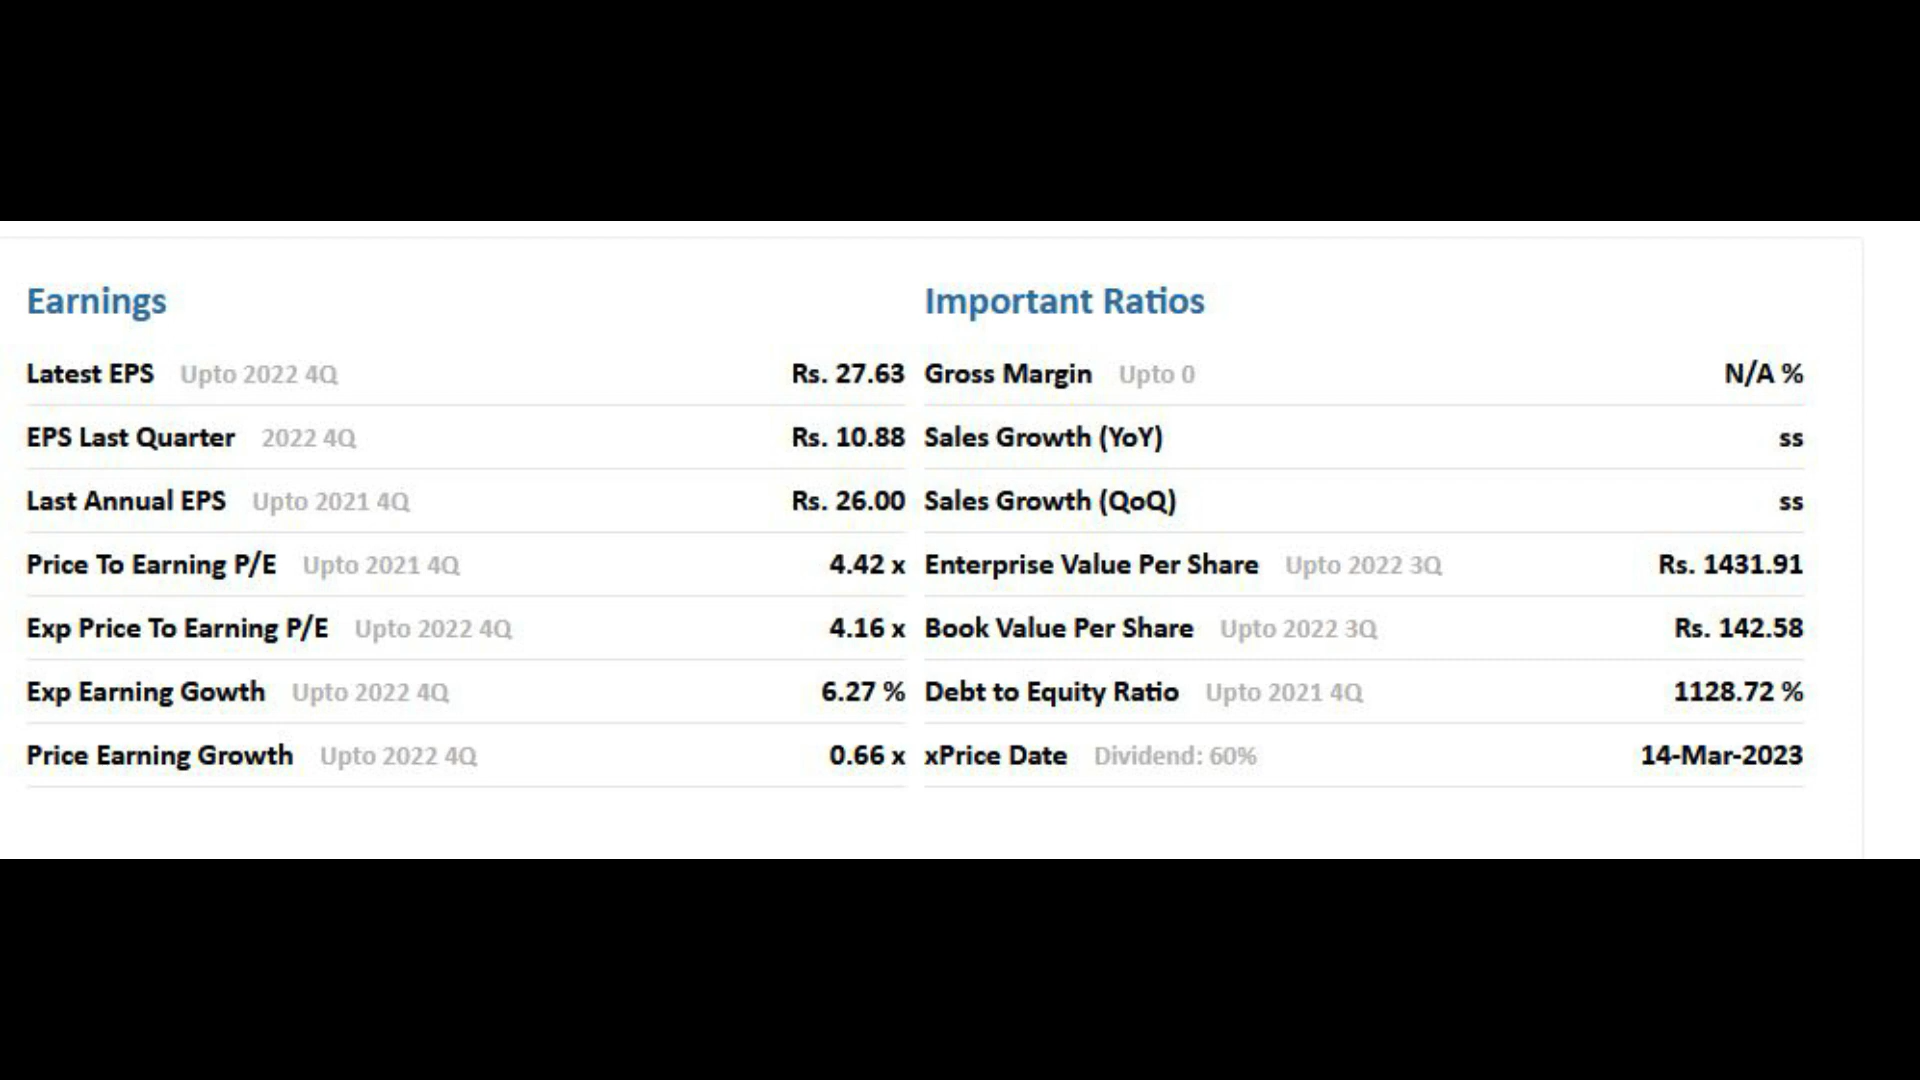 Earnings
Latest EPS Upto 2022 4Q Rs. 27.63
EPS Last Quarter 2022 4Q Rs. 10.88
Last Annual EPS Upto 2021 4Q Rs. 26.00
Price To Earning P/E Upto 2021 4Q 4.42 x
Exp Price To Earning P/E Upto 2022 4Q 4.16 x
Exp Earning Gowth Upto 2022 4Q 6.27 %
Price Earning Growth Upto 2022 4Q 0.66 x
Important Ratios
Gross Margin Upto 0 N/A %
Sales Growth (YoY) ss
Sales Growth (QoQ) ss
Enterprise Value Per Share Upto 2022 3Q Rs. 1431.91
Book Value Per Share Upto 2022 3Q Rs. 142.58
Debt to Equity Ratio Upto 2021 4Q 1128.72 %
xPrice Date Dividend: 60% 14-Mar-2023